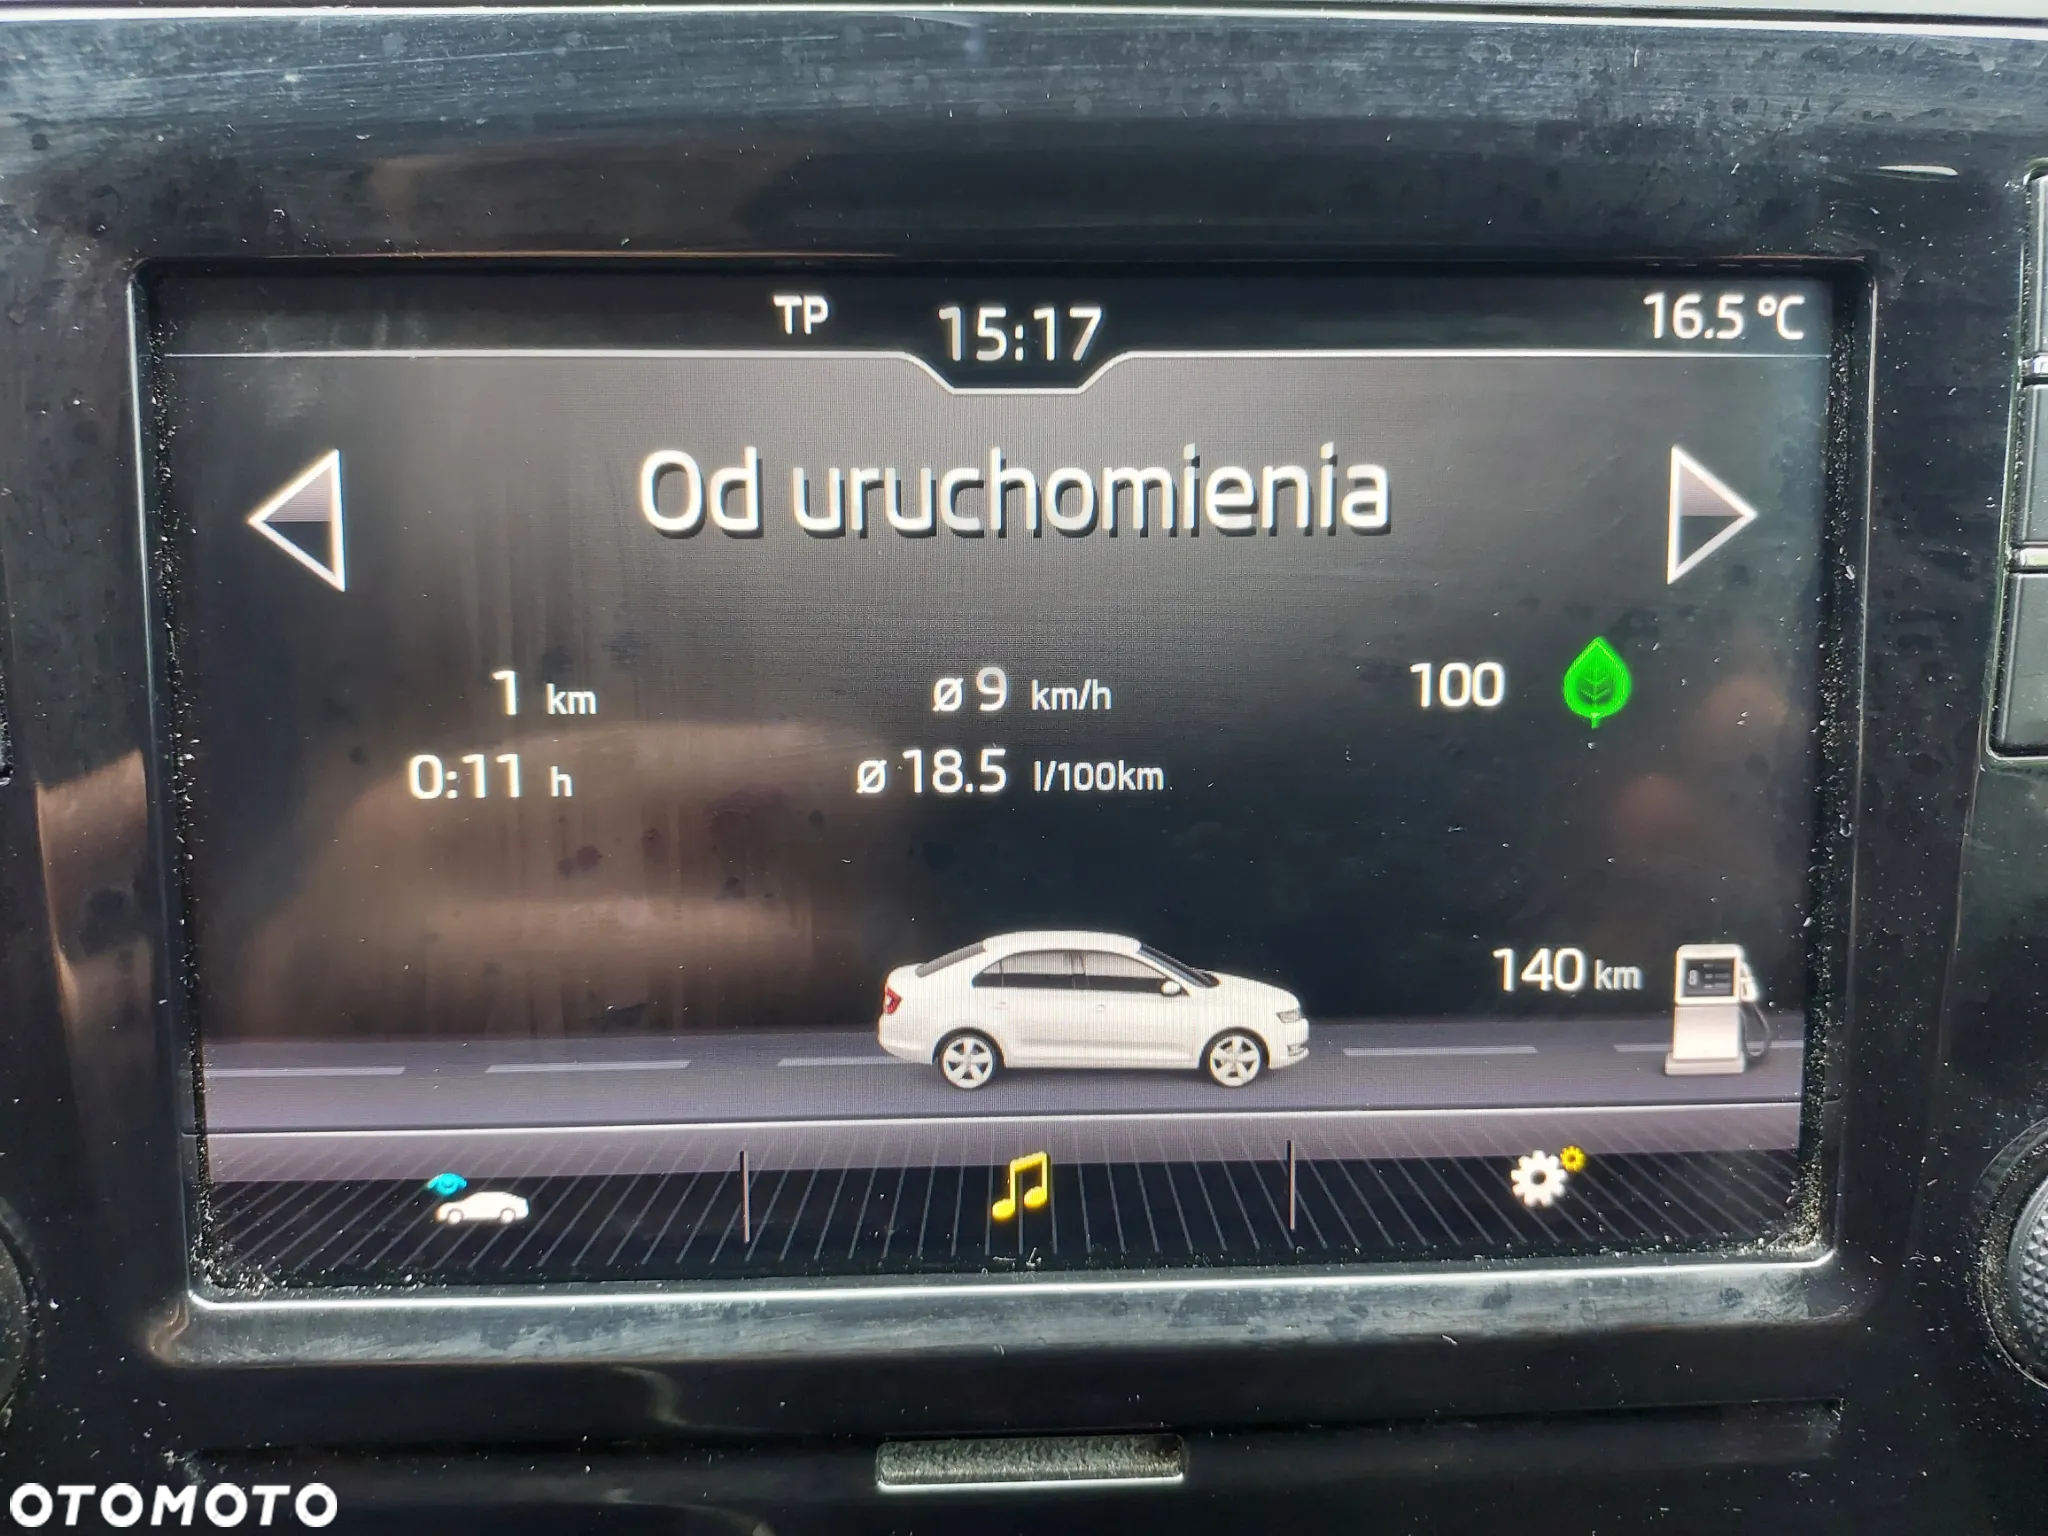 TP 15:17 16.5 °C
Od uruchomienia
1 km ø 9 km/h 100
0:11 h ø 18.5 l/100km
140 km
OTOMOTO